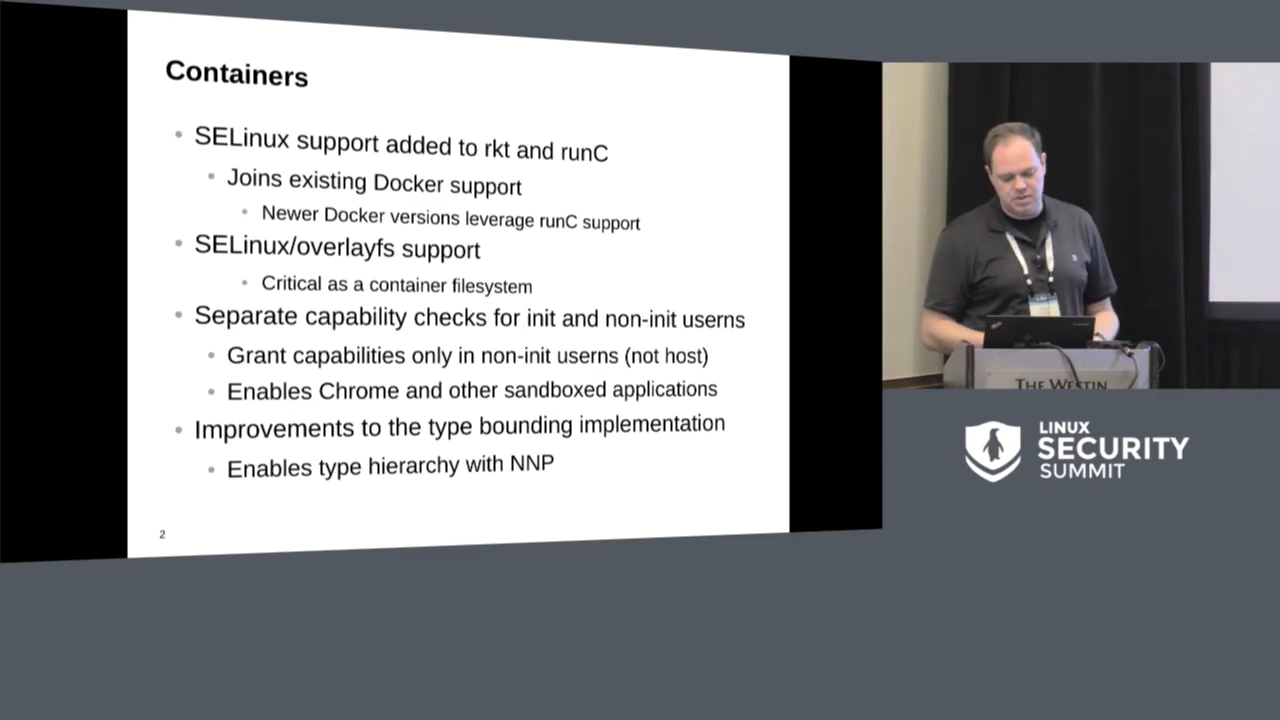 Containers
SELinux support added to rkt and runC
Joins existing Docker support
Newer Docker versions leverage runC support
SELinux/overlayfs support
Critical as a container filesystem
Separate capability checks for init and non-init userns
Grant capabilities only in non-init userns (not host)
Enables Chrome and other sandboxed applications
Improvements to the type bounding implementation
Enables type hierarchy with NNP
2
THE WESTIN
LINUX
SECURITY
SUMMIT